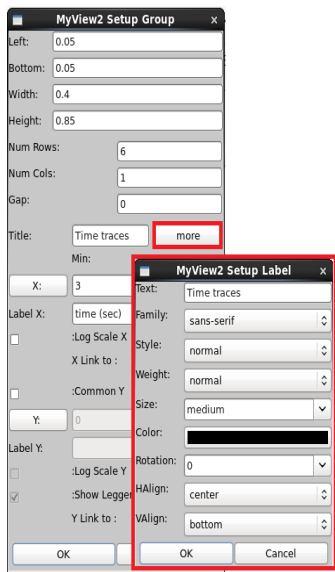 MyView2 Setup Group x
Left: 0.05
Bottom: 0.05
Width: 0.4
Height: 0.85
Num Rows: 6
Num Cols: 1
Gap: 0
Title: Time traces more
Min:
X: 3
Label X: time (sec)
:Log Scale X
X Link to :
:Common Y
Y: 0
Label Y:
:Log Scale Y
:Show Legger
Y Link to :
OK
MyView2 Setup Label x
Text: Time traces
Family: sans-serif
Style: normal
Weight: normal
Size: medium
Color:
Rotation: 0
HAlign: center
VAlign: bottom
OK Cancel